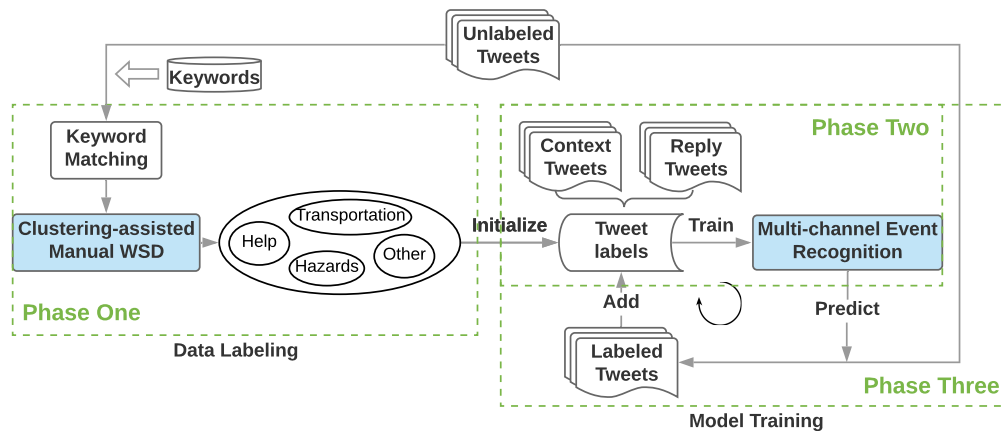 Unlabeled
Tweets
Keywords
Keyword
Matching
Clustering-assisted
Manual WSD
Transportation
Help
Other
Hazards
Phase One
Data Labeling
Initialize
Phase Two
Context
Tweets
Reply
Tweets
Tweet
labels
Train
Multi-channel Event
Recognition
Add
Predict
Labeled
Tweets
Phase Three
Model Training